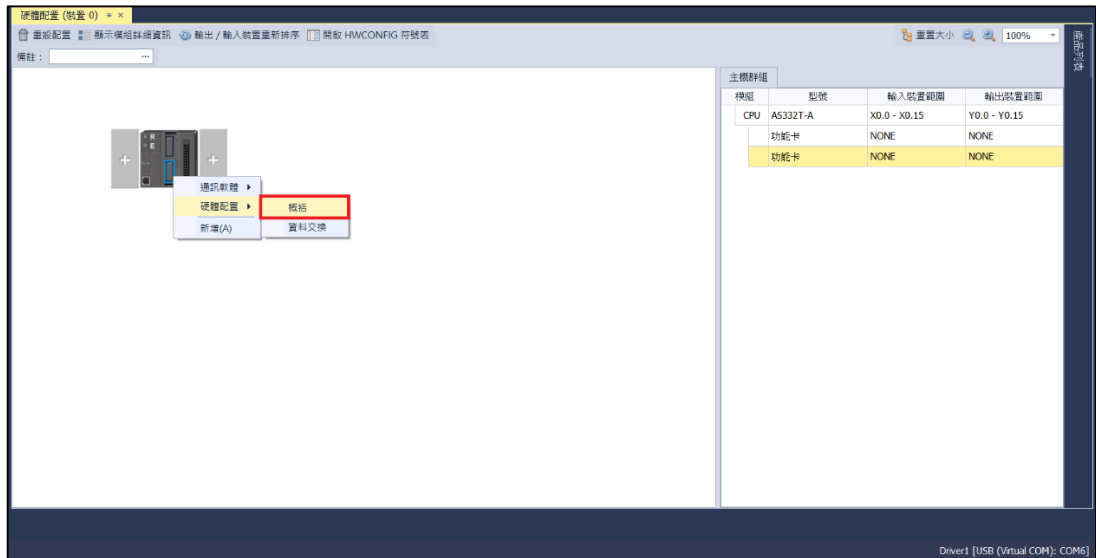 硬體配置 (裝置 0)
重設配置 顯示模組詳細資訊 輸出 / 輸入裝置重新排序 開啟 HWCONFIG 符號表 重置大小 100%
備註： ...
產品列表
主機群組
模組 型號 輸入裝置範圍 輸出裝置範圍
CPU AS332T-A X0.0 - X0.15 Y0.0 - Y0.15
功能卡 NONE NONE
功能卡 NONE NONE
R
E
通訊軟體
硬體配置 概括
新增(A) 資料交換
Driver1 [USB (Virtual COM): COM6]